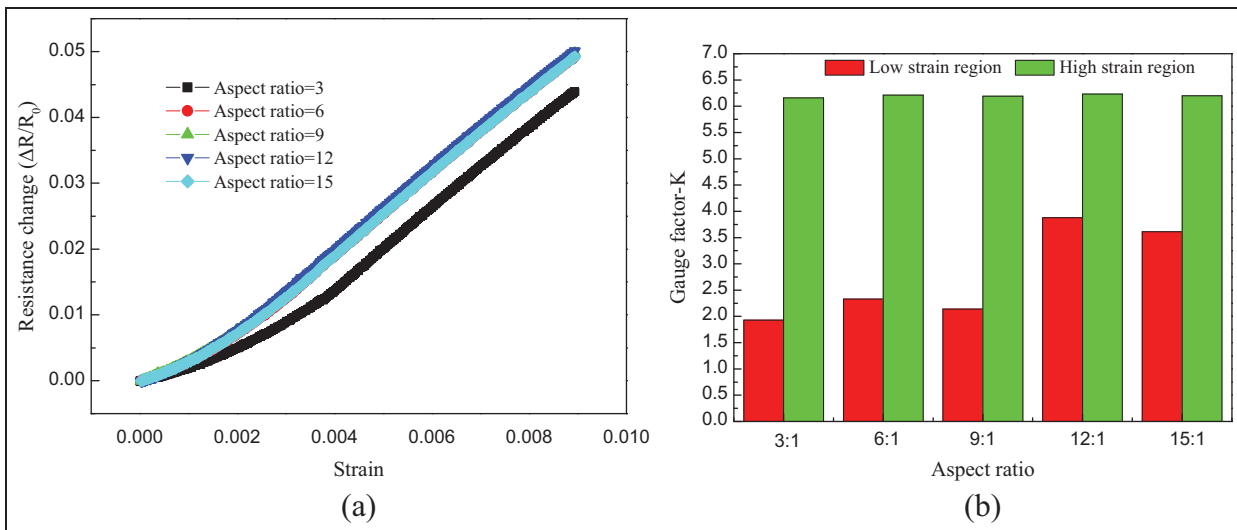 0.05
0.04
0.03
0.02
0.01
0.00
Resistance change (ΔR/R₀)
Aspect ratio=3
Aspect ratio=6
Aspect ratio=9
Aspect ratio=12
Aspect ratio=15
0.000 0.002 0.004 0.006 0.008 0.010
Strain
(a)
7.0
6.5
6.0
5.5
5.0
4.5
4.0
3.5
3.0
2.5
2.0
1.5
1.0
0.5
0.0
Gauge factor-K
Low strain region High strain region
3:1 6:1 9:1 12:1 15:1
Aspect ratio
(b)